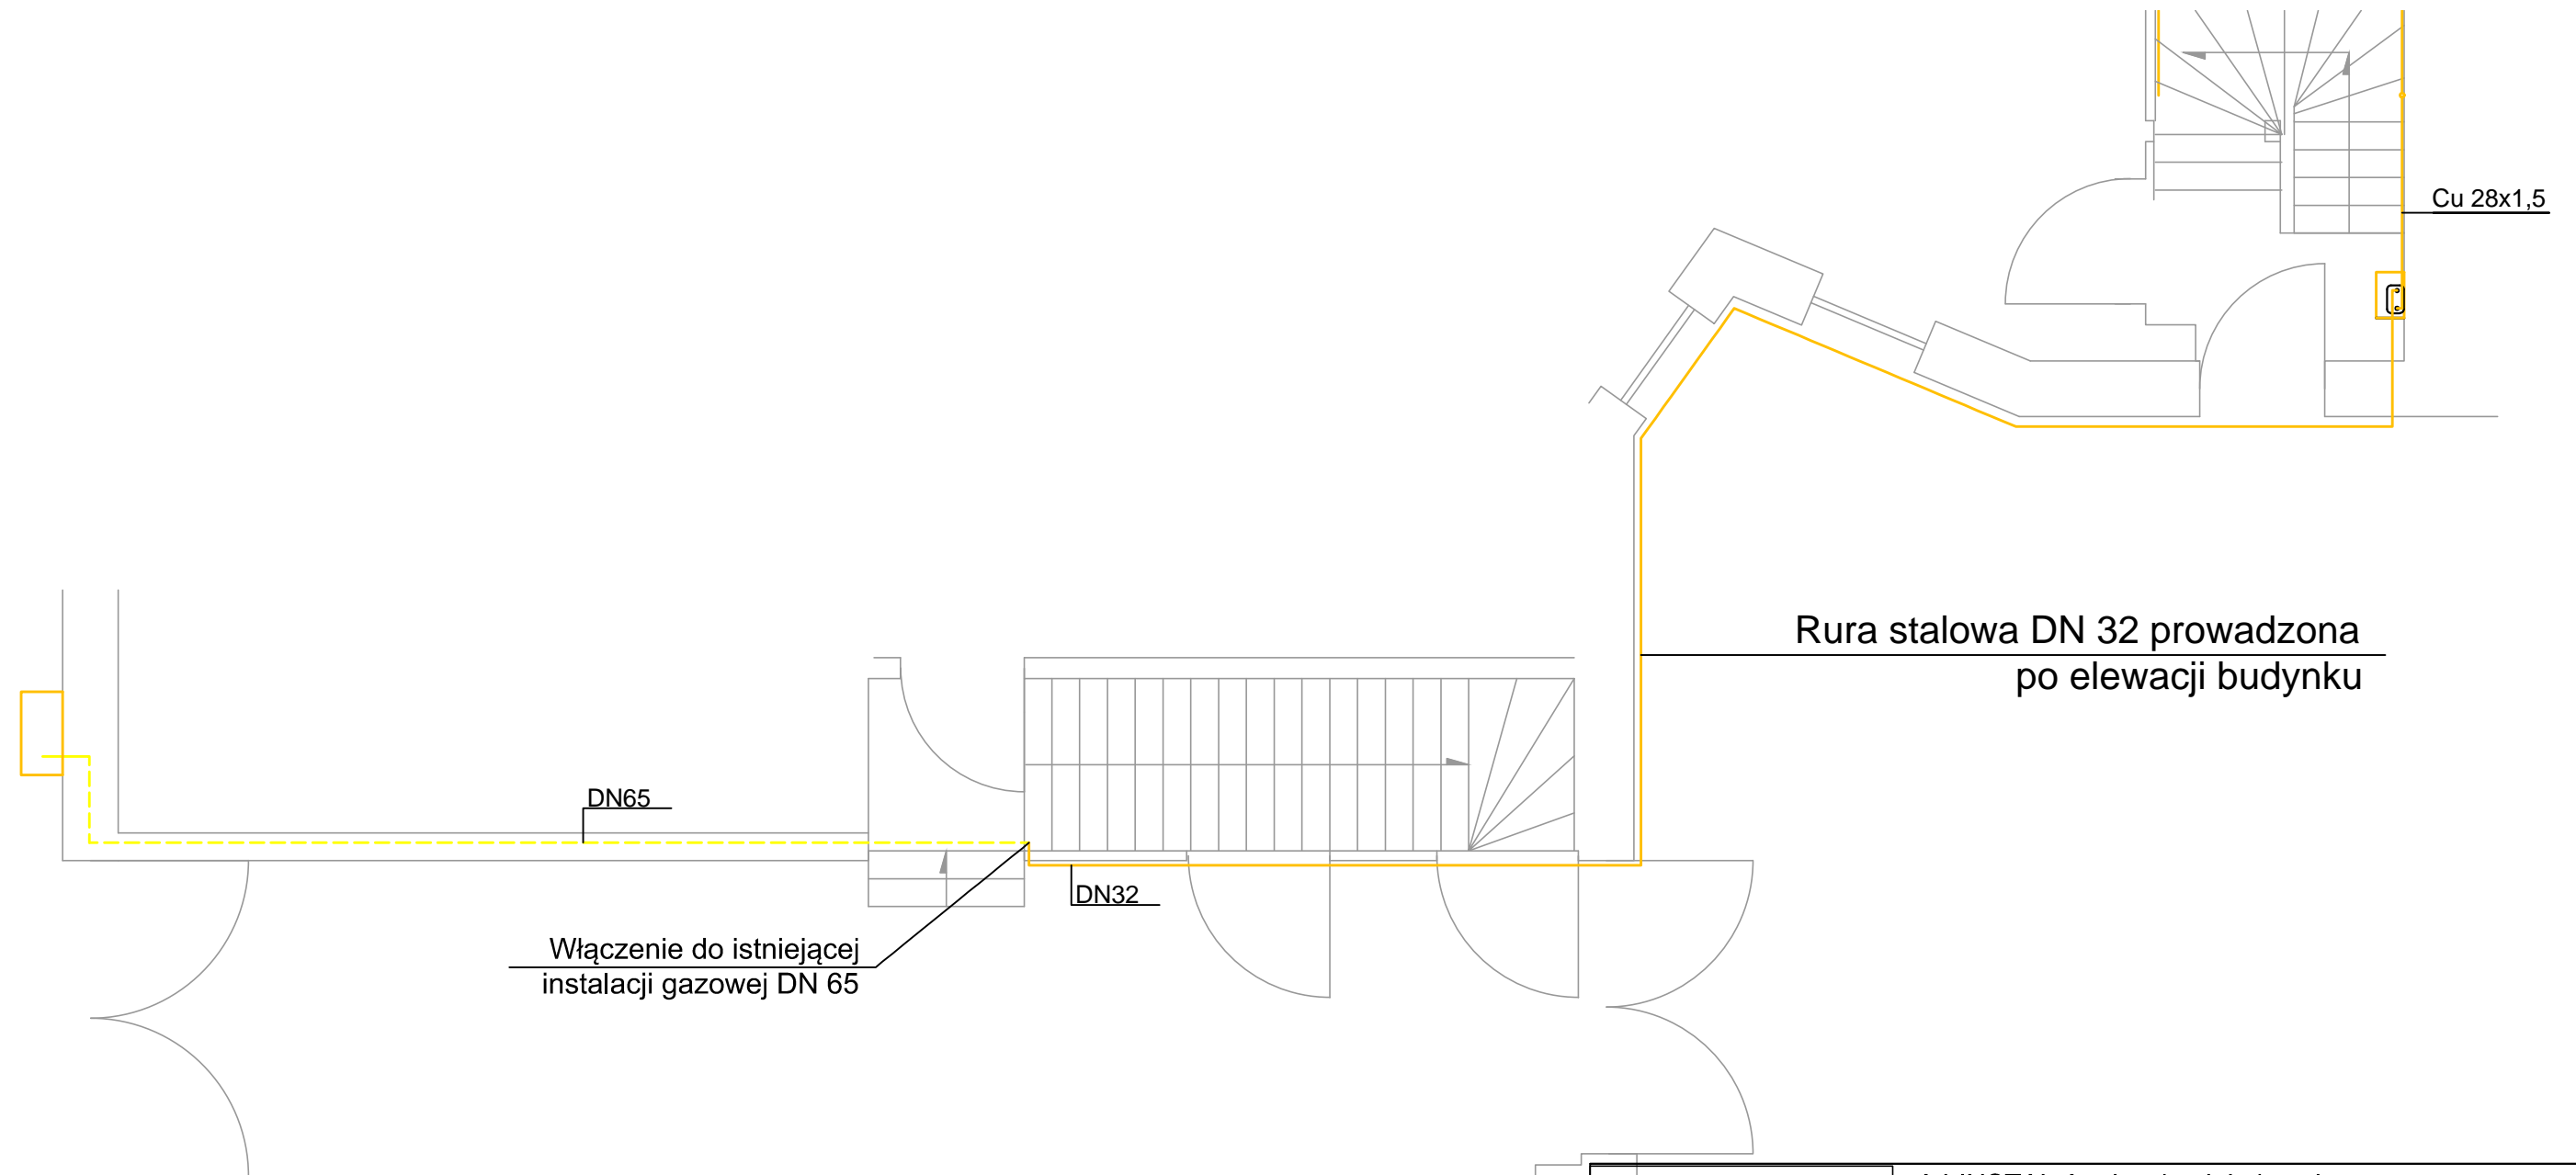 Cu 28x1,5
Rura stalowa DN 32 prowadzona
po elewacji budynku
DN65
DN32
Włączenie do istniejącej
instalacji gazowej DN 65